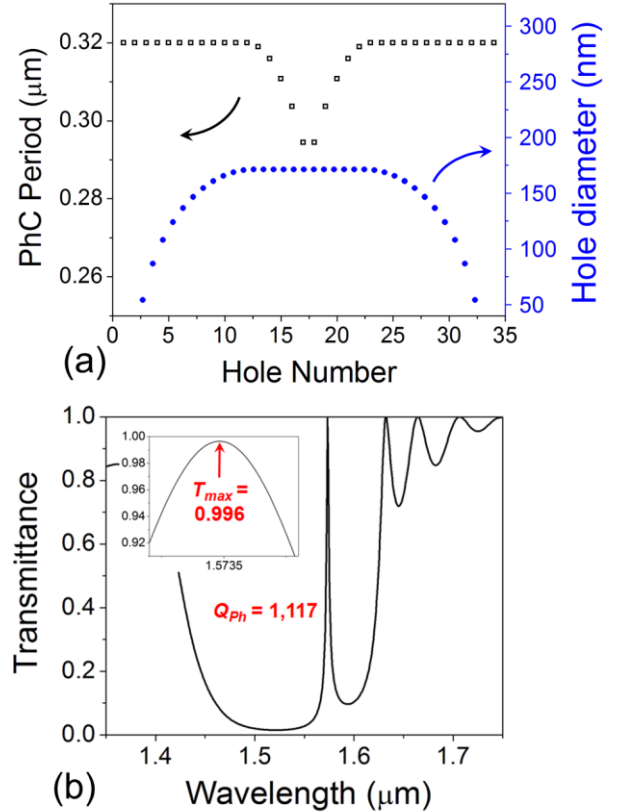 0.32
0.30
0.28
0.26
PhC Period (μm)
300
250
200
150
100
50
Hole diameter (nm)
0 5 10 15 20 25 30 35
(a)
Hole Number
1.0
0.8
0.6
0.4
0.2
0.0
Transmittance
1.00
0.98
0.96
0.94
0.92
T_max =
0.996
1.5735
Q_Ph = 1,117
1.4 1.5 1.6 1.7
(b)
Wavelength (μm)